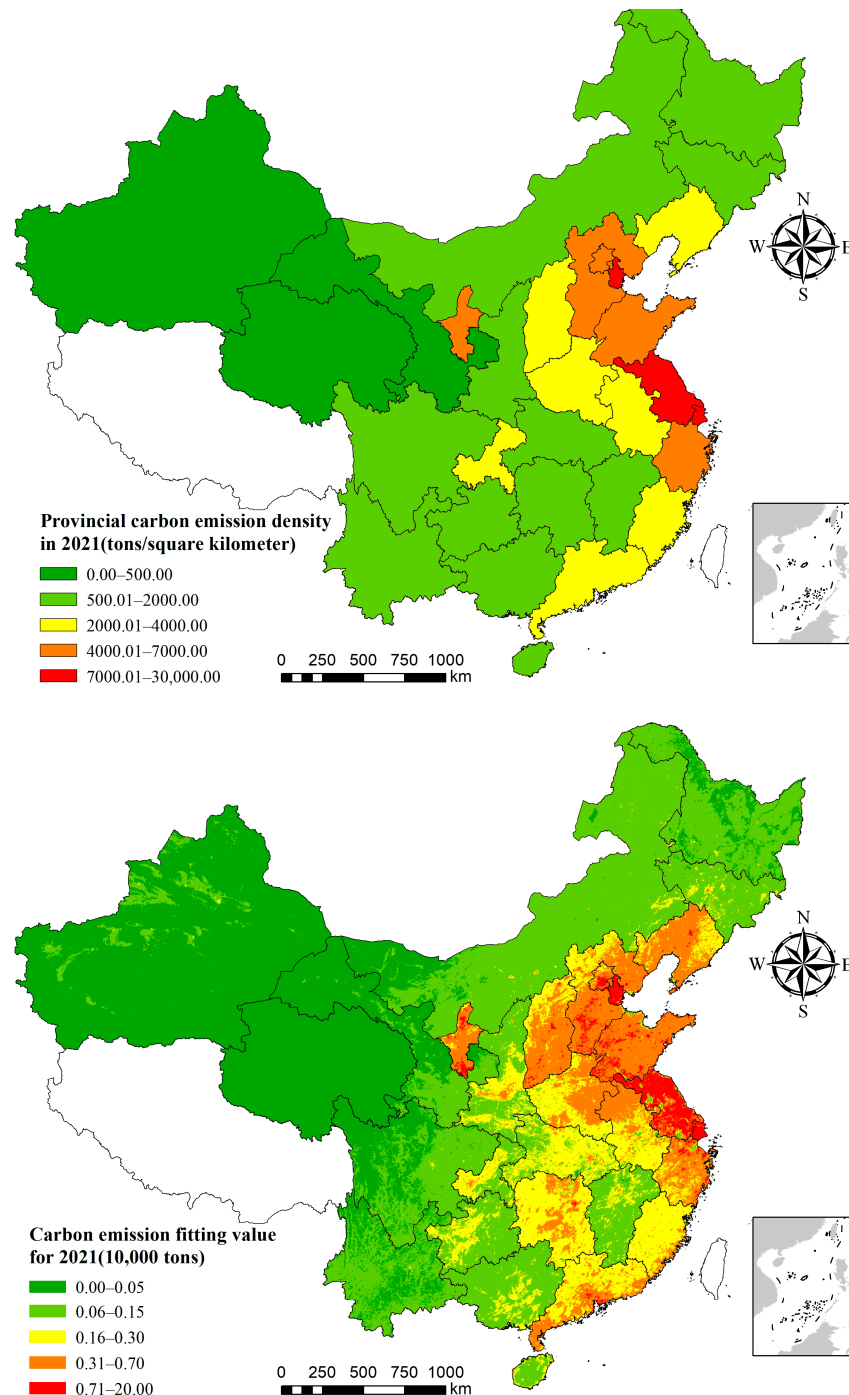 N
W
E
S
Provincial carbon emission density
in 2021(tons/square kilometer)
0.00–500.00
500.01–2000.00
2000.01–4000.00
4000.01–7000.00
7000.01–30,000.00
0 250 500 750 1000
km
N
W
E
S
Carbon emission fitting value
for 2021(10,000 tons)
0.00–0.05
0.06–0.15
0.16–0.30
0.31–0.70
0.71–20.00
0 250 500 750 1000
km